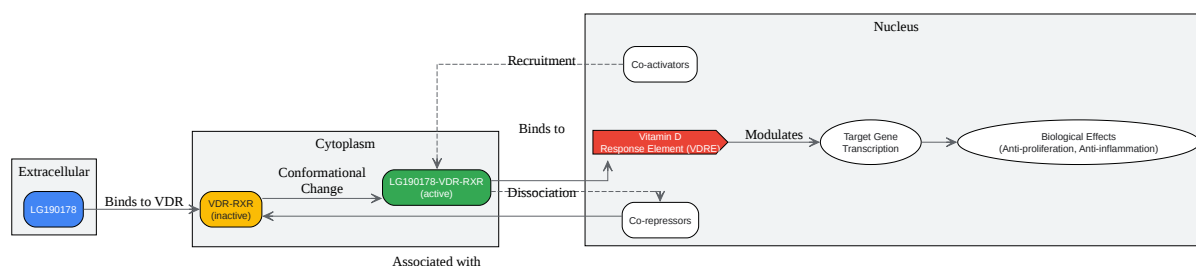 Nucleus
Recruitment
Co-activators
Binds to
Vitamin D
Response Element (VDRE)
Modulates
Target Gene
Transcription
Biological Effects
(Anti-proliferation, Anti-inflammation)
Cytoplasm
Extracellular
Conformational
Change
LG190178-VDR-RXR
(active)
Dissociation
LG190178
Binds to VDR
VDR-RXR
(inactive)
Co-repressors
Associated with